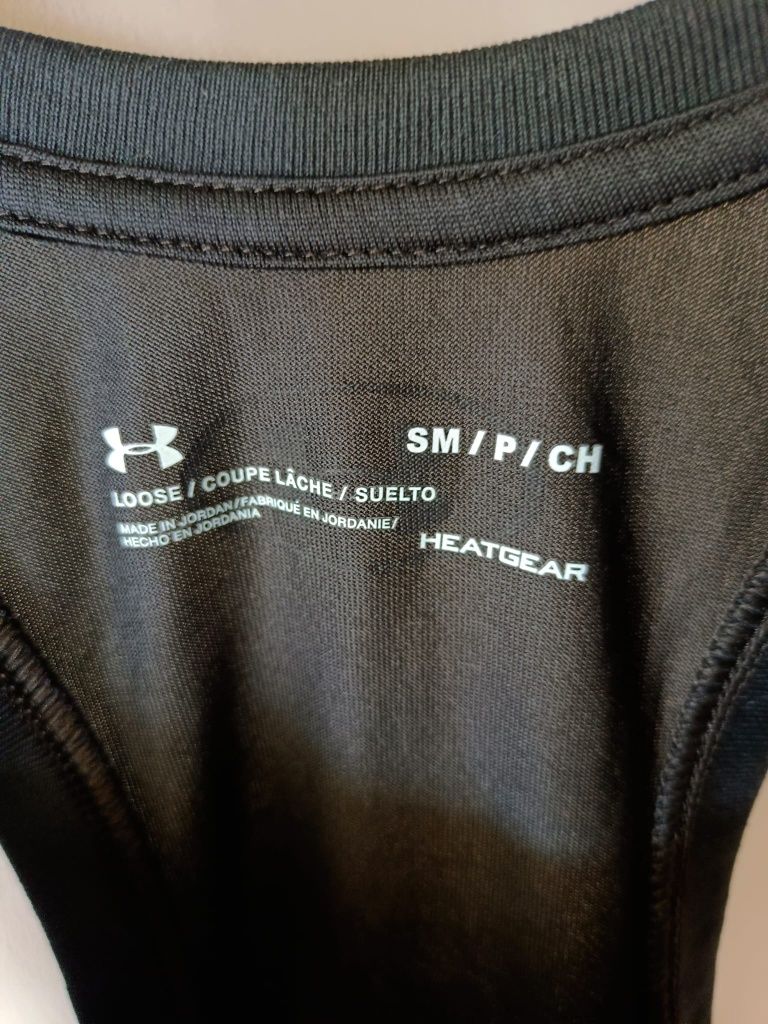 SM / P / CH
LOOSE / COUPE LÂCHE / SUELTO
MADE IN JORDAN/FABRIQUÉ EN JORDANIE/
HECHO EN JORDANIA
HEATGEAR